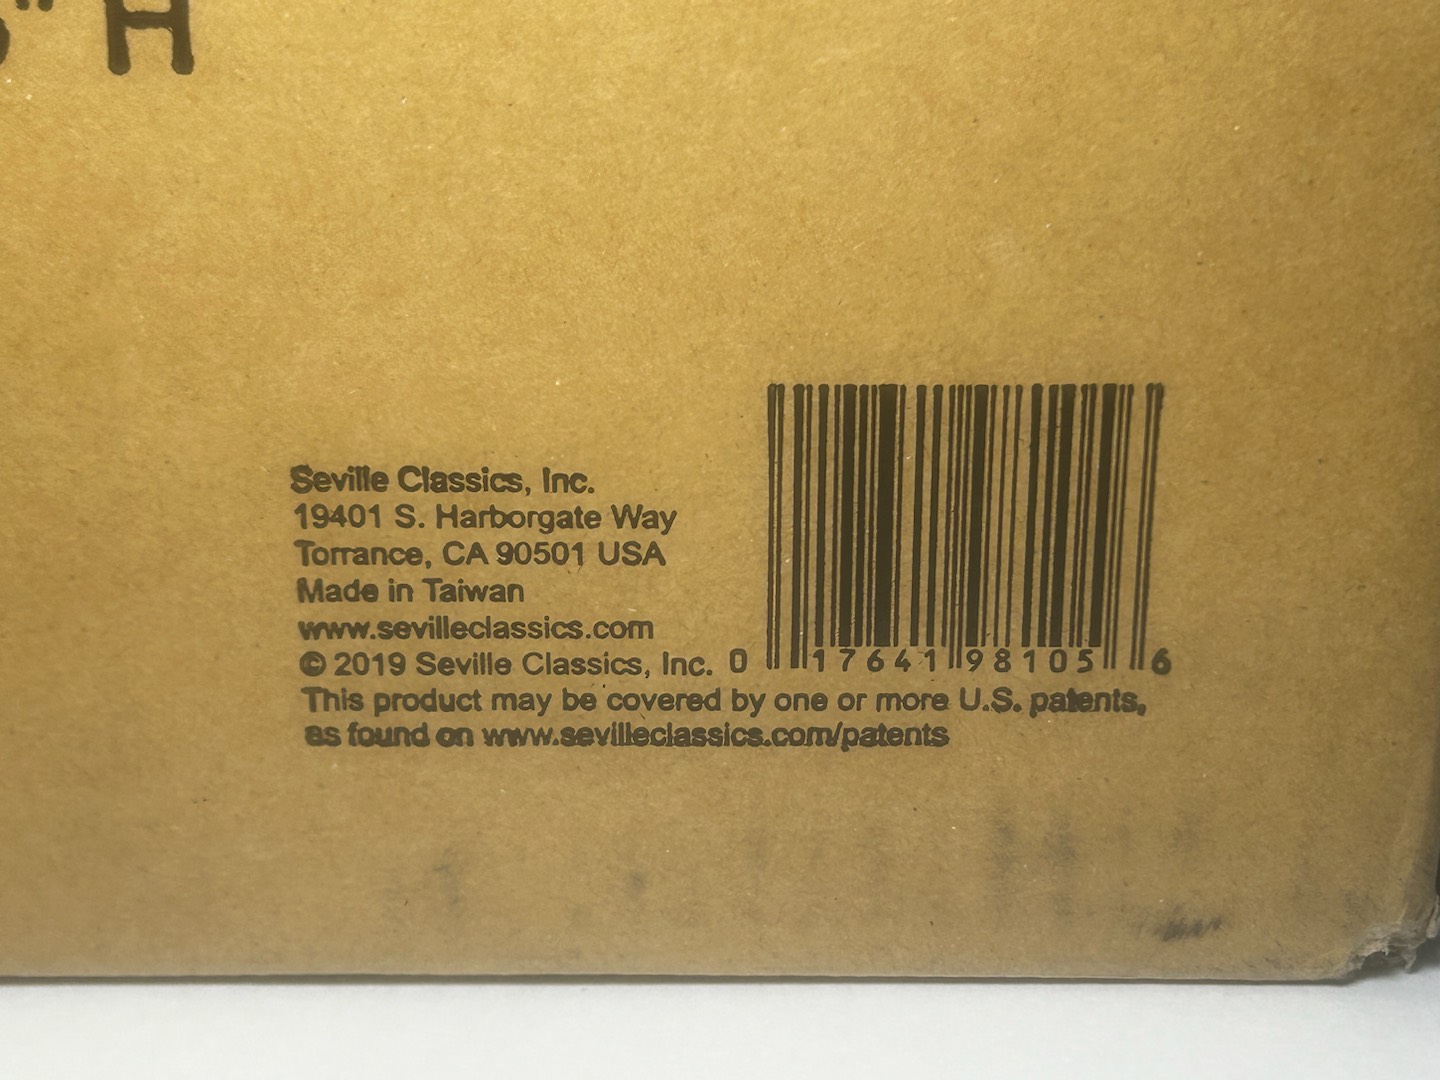 " H
Seville Classics, Inc.
19401 S. Harborgate Way
Torrance, CA 90501 USA
Made in Taiwan
www.sevilleclassics.com
© 2019 Seville Classics, Inc.
0 17641 98105 6
This product may be covered by one or more U.S. patents,
as found on www.sevilleclassics.com/patents